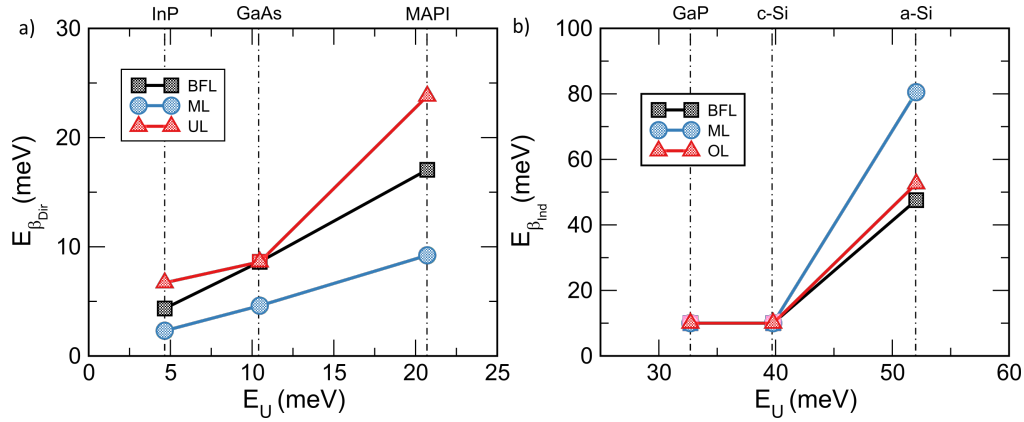 a)
InP GaAs MAPI
30
20
10
0
E_β_Dir (meV)
BFL
ML
UL
0 5 10 15 20 25
E_U (meV)
b)
GaP c-Si a-Si
100
80
60
40
20
0
E_β_Ind (meV)
BFL
ML
OL
30 40 50 60
E_U (meV)